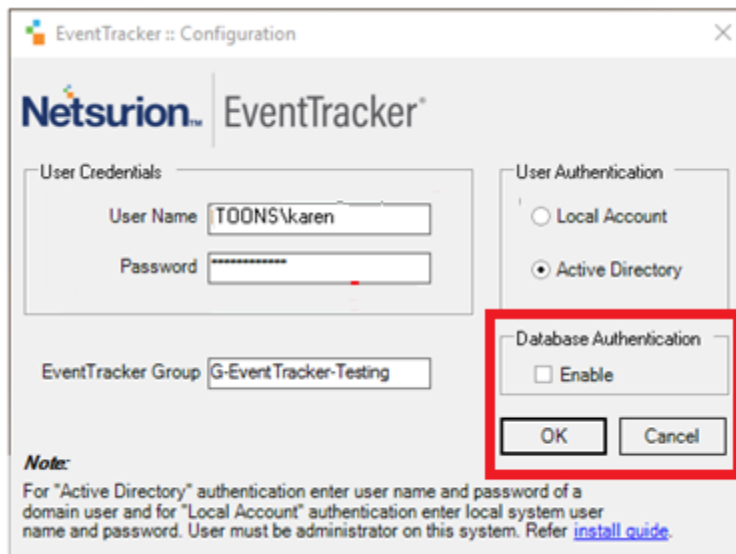 EventTracker :: Configuration
Netsurion™ EventTracker®
User Credentials
User Name TOONS\karen
Password ************
EventTracker Group G-EventTracker-Testing
User Authentication
Local Account
Active Directory
Database Authentication
Enable
OK Cancel
Note:
For "Active Directory" authentication enter user name and password of a
domain user and for "Local Account" authentication enter local system user
name and password. User must be administrator on this system. Refer install guide.